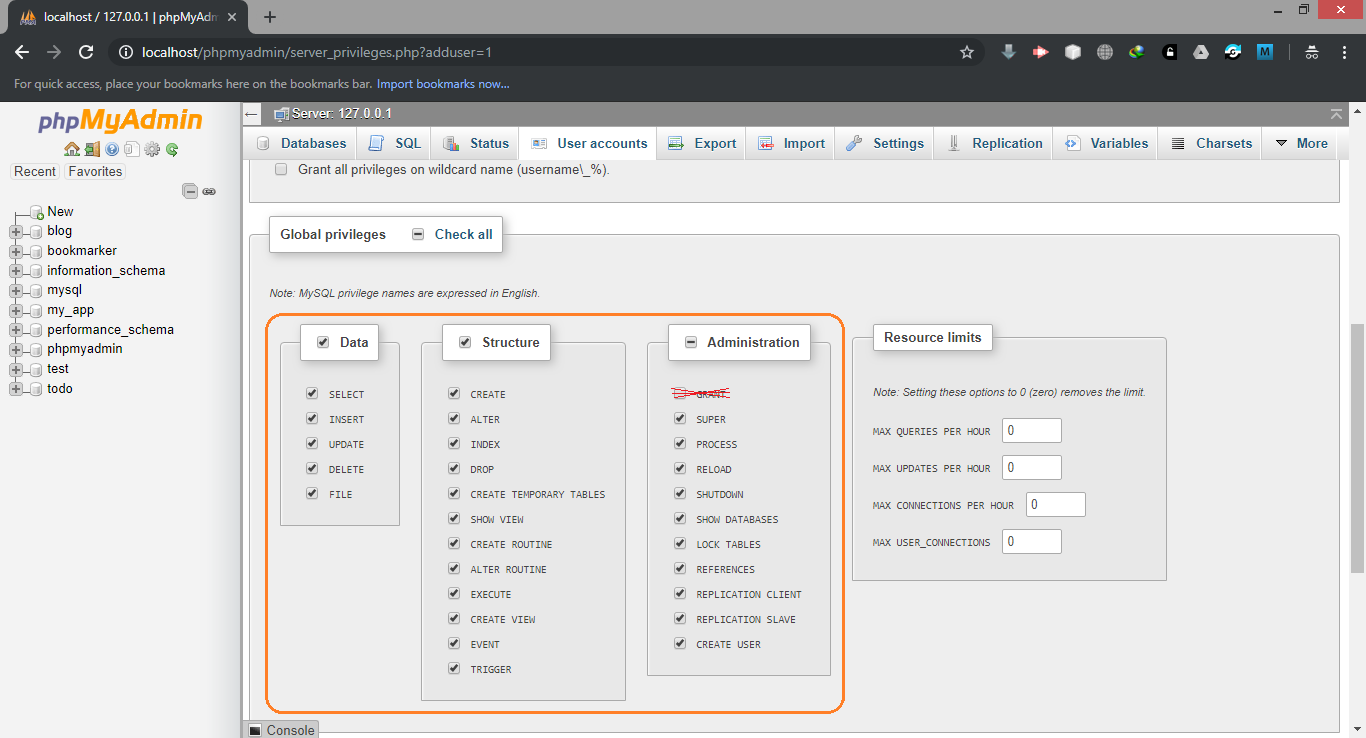 localhost / 127.0.0.1 | phpMyAdm
localhost/phpmyadmin/server_privileges.php?adduser=1
For quick access, place your bookmarks here on the bookmarks bar. Import bookmarks now...
phpMyAdmin
Recent Favorites
New
blog
bookmarker
information_schema
mysql
my_app
performance_schema
phpmyadmin
test
todo
Server: 127.0.0.1
Databases SQL Status User accounts Export Import Settings Replication Variables Charsets More
Grant all privileges on wildcard name (username\_%).
Global privileges Check all
Note: MySQL privilege names are expressed in English.
Data
SELECT
INSERT
UPDATE
DELETE
FILE
Structure
CREATE
ALTER
INDEX
DROP
CREATE TEMPORARY TABLES
SHOW VIEW
CREATE ROUTINE
ALTER ROUTINE
EXECUTE
CREATE VIEW
EVENT
TRIGGER
Administration
GRANT
SUPER
PROCESS
RELOAD
SHUTDOWN
SHOW DATABASES
LOCK TABLES
REFERENCES
REPLICATION CLIENT
REPLICATION SLAVE
CREATE USER
Resource limits
Note: Setting these options to 0 (zero) removes the limit.
MAX QUERIES PER HOUR 0
MAX UPDATES PER HOUR 0
MAX CONNECTIONS PER HOUR 0
MAX USER_CONNECTIONS 0
Console
M